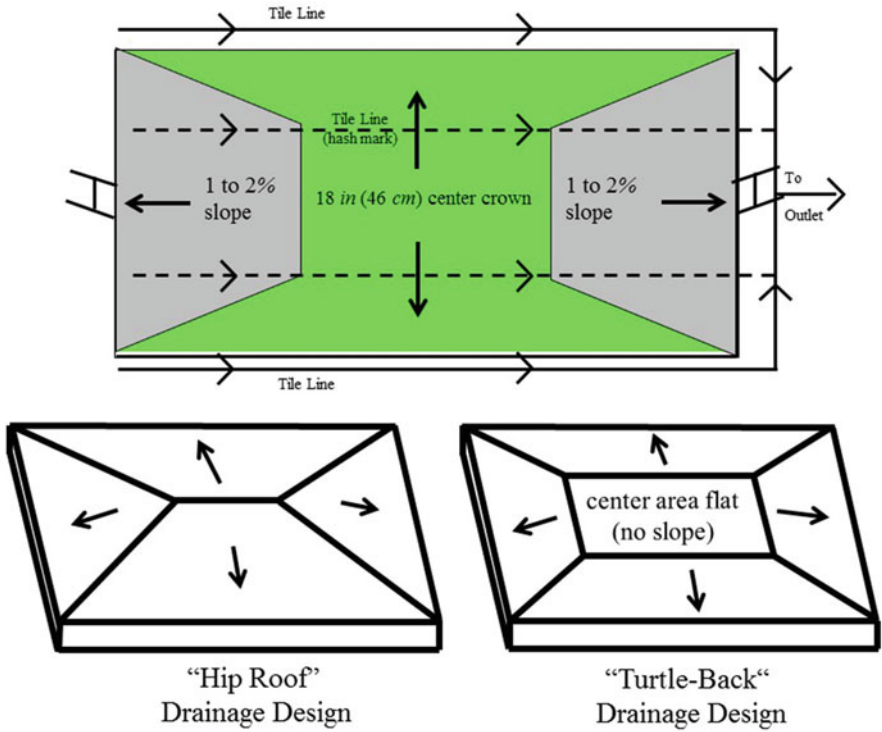 Tile Line
Tile Line
(hash mark)
1 to 2%
slope
18 in (46 cm) center crown
1 to 2%
slope
To
Outlet
Tile Line
center area flat
(no slope)
“Hip Roof”
Drainage Design
“Turtle-Back“
Drainage Design